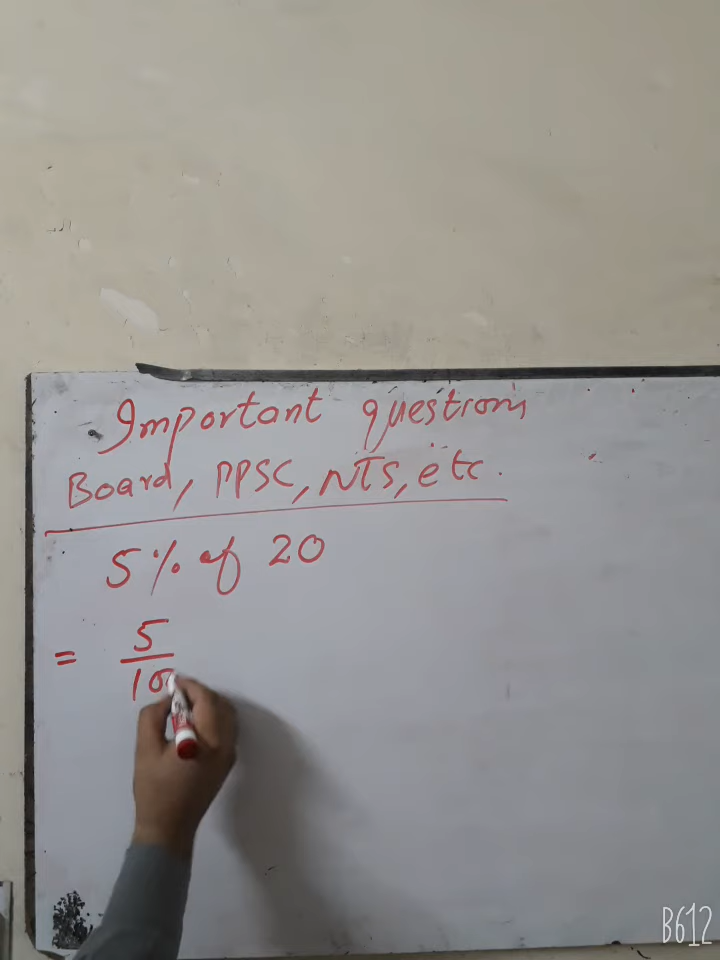 Important questions
Board, PPSC, NTS, etc.
5% of 20
= 5
10
B612